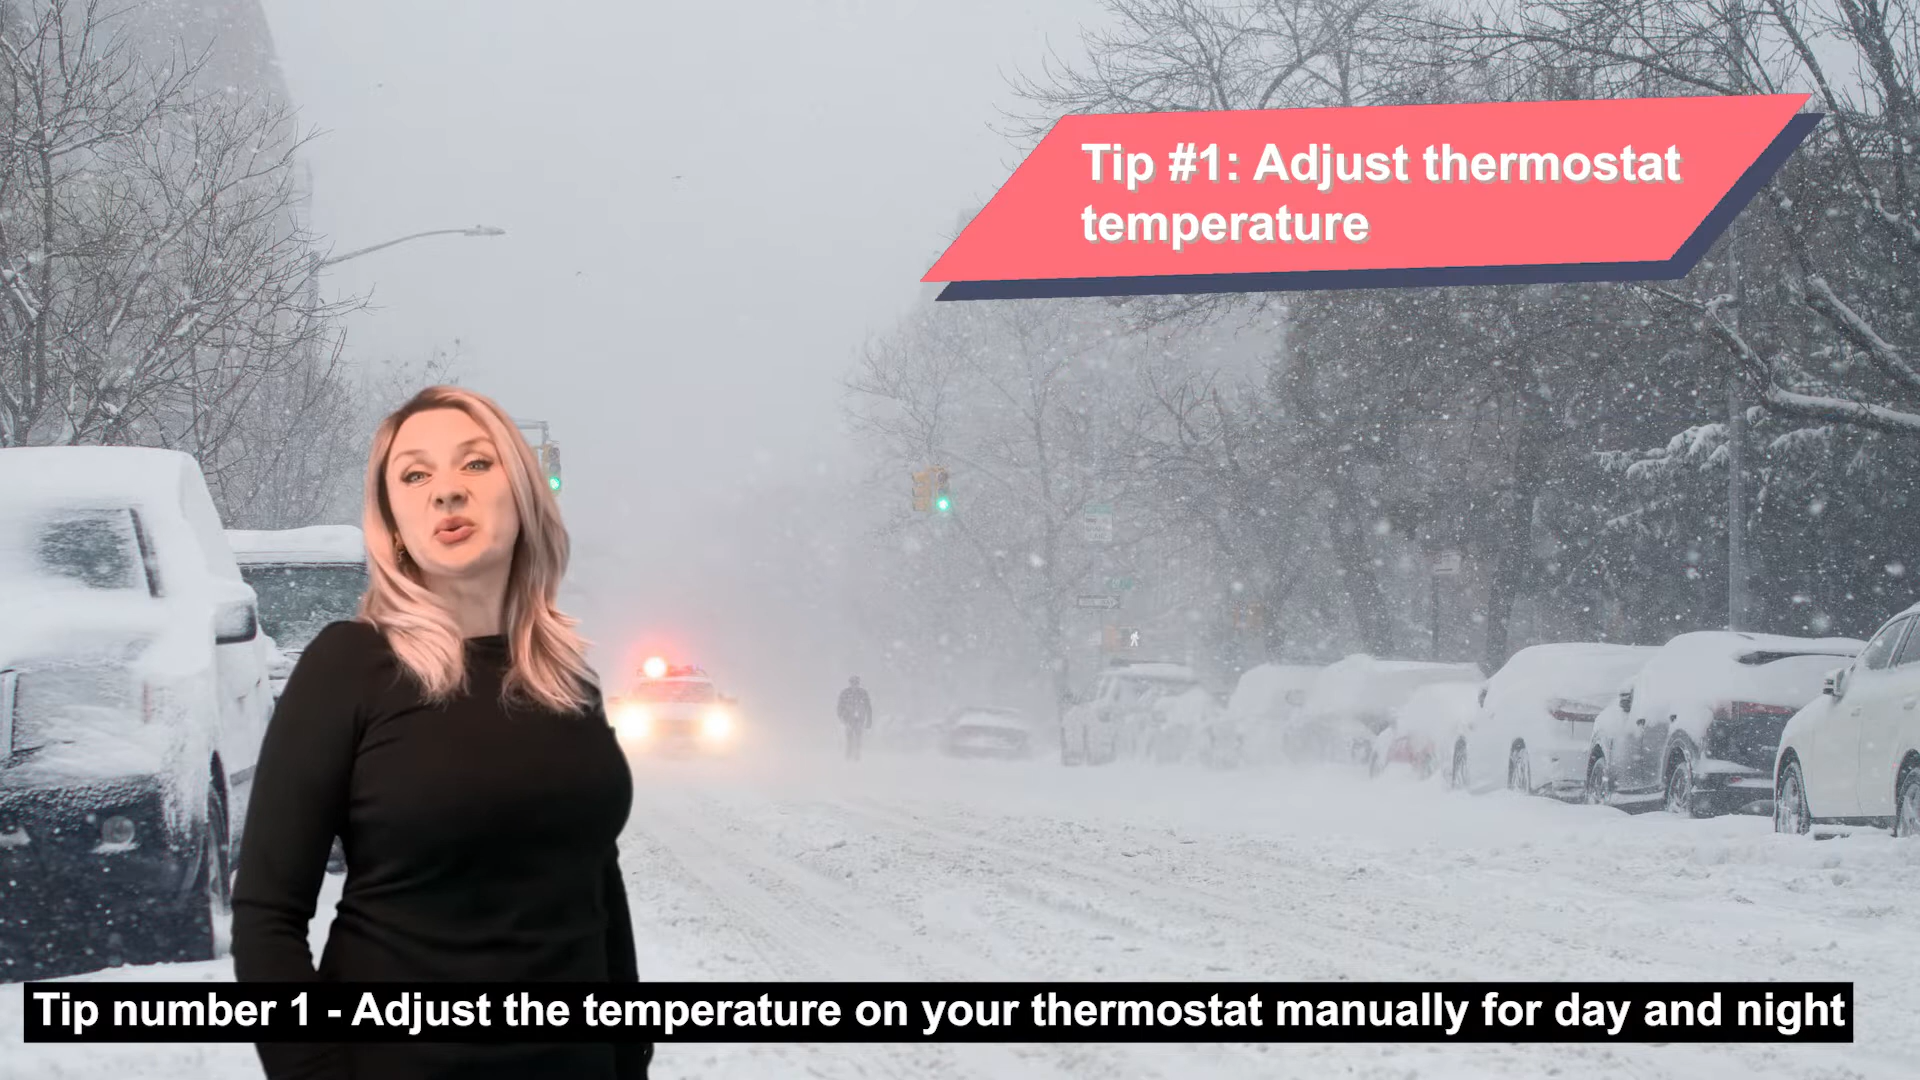 Tip #1: Adjust thermostat
temperature
Tip number 1 - Adjust the temperature on your thermostat manually for day and night